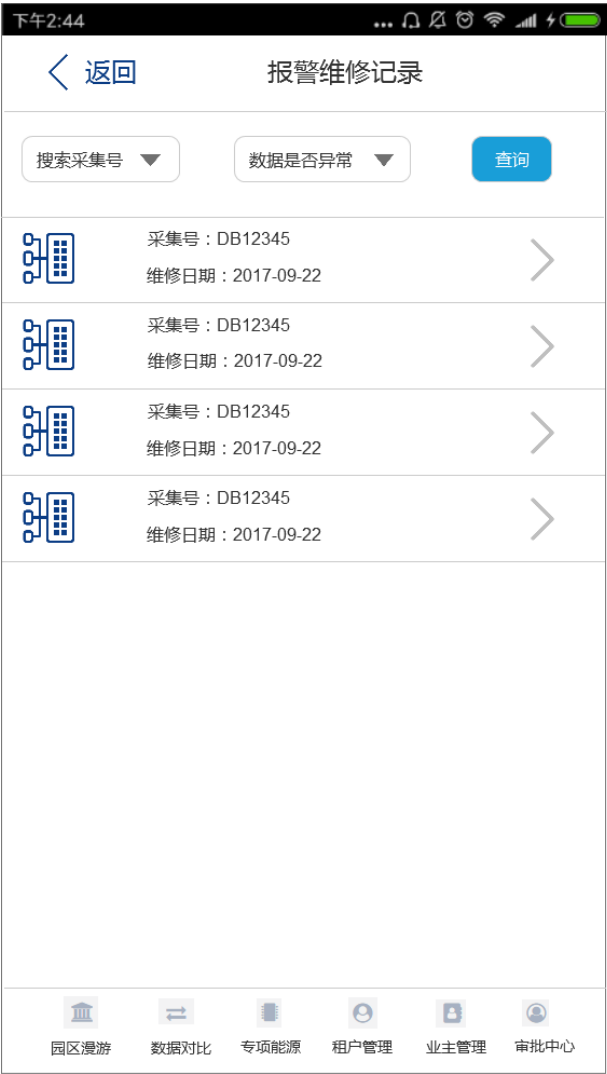 下午2:44
返回 报警维修记录
搜索采集号 数据是否异常 查询
采集号：DB12345
维修日期：2017-09-22
采集号：DB12345
维修日期：2017-09-22
采集号：DB12345
维修日期：2017-09-22
采集号：DB12345
维修日期：2017-09-22
园区漫游 数据对比 专项能源 租户管理 业主管理 审批中心